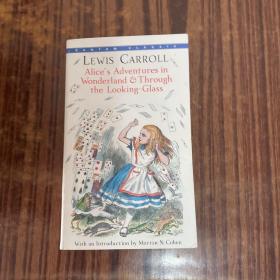 BANTAM CLASSIC
LEWIS CARROLL
Alice's Adventures in
Wonderland & Through
the Looking-Glass
With an Introduction by Morton N. Cohen